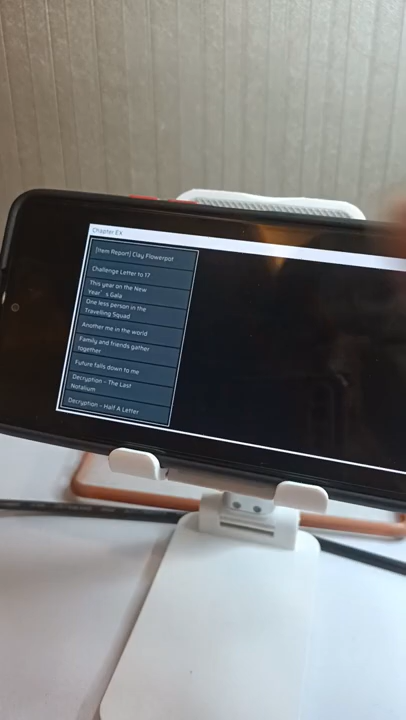 Chapter EX
[Item Report] Clay Flowerpot
Challenge Letter to 17
This year on the New
Year's Gala
One less person in the
Travelling Squad
Another me in the world
Family and friends gather
together
Future falls down to me
Decryption - The Last
Notalium
Decryption - Half A Letter